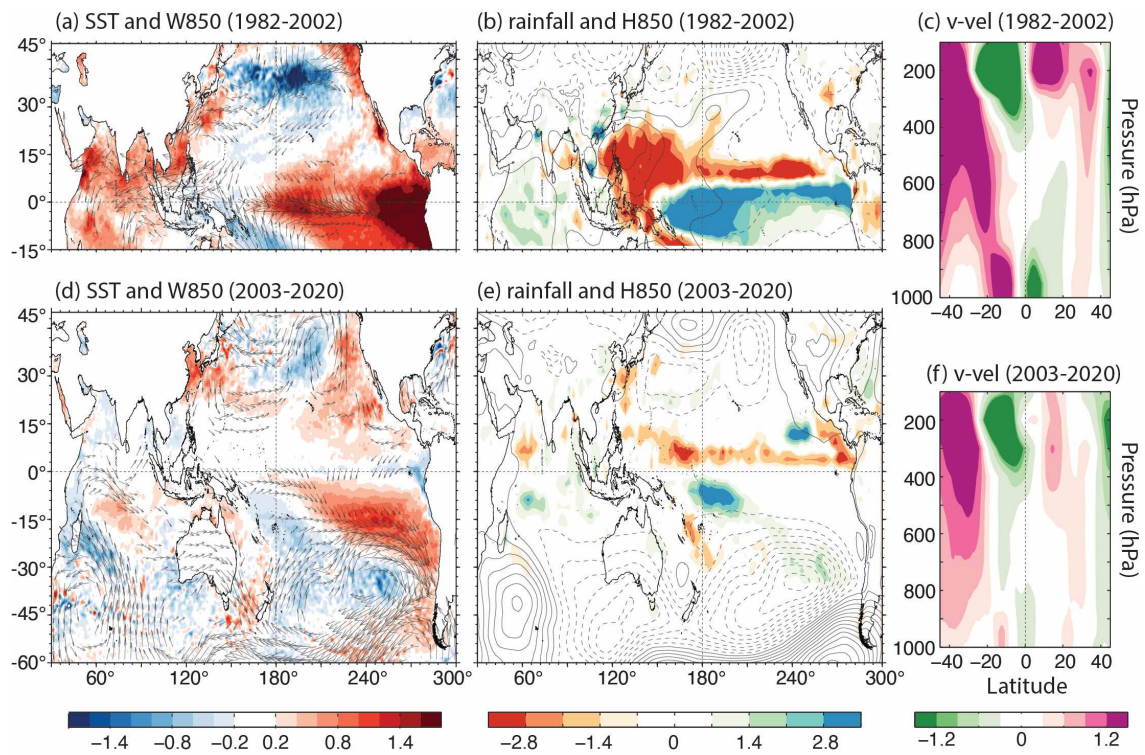 (a) SST and W850 (1982-2002)
(b) rainfall and H850 (1982-2002)
(c) v-vel (1982-2002)
45°
30°
15°
0°
-15°
200
400
600
800
1000
Pressure (hPa)
−40 −20 0 20 40
(d) SST and W850 (2003-2020)
(e) rainfall and H850 (2003-2020)
(f) v-vel (2003-2020)
45°
30°
15°
0°
-15°
-30°
-45°
-60°
200
400
600
800
1000
Pressure (hPa)
60° 120° 180° 240° 300°
60° 120° 180° 240° 300°
−40 −20 0 20 40
Latitude
−1.4 −0.8 −0.2 0.2 0.8 1.4
−2.8 −1.4 0 1.4 2.8
−1.2 0 1.2